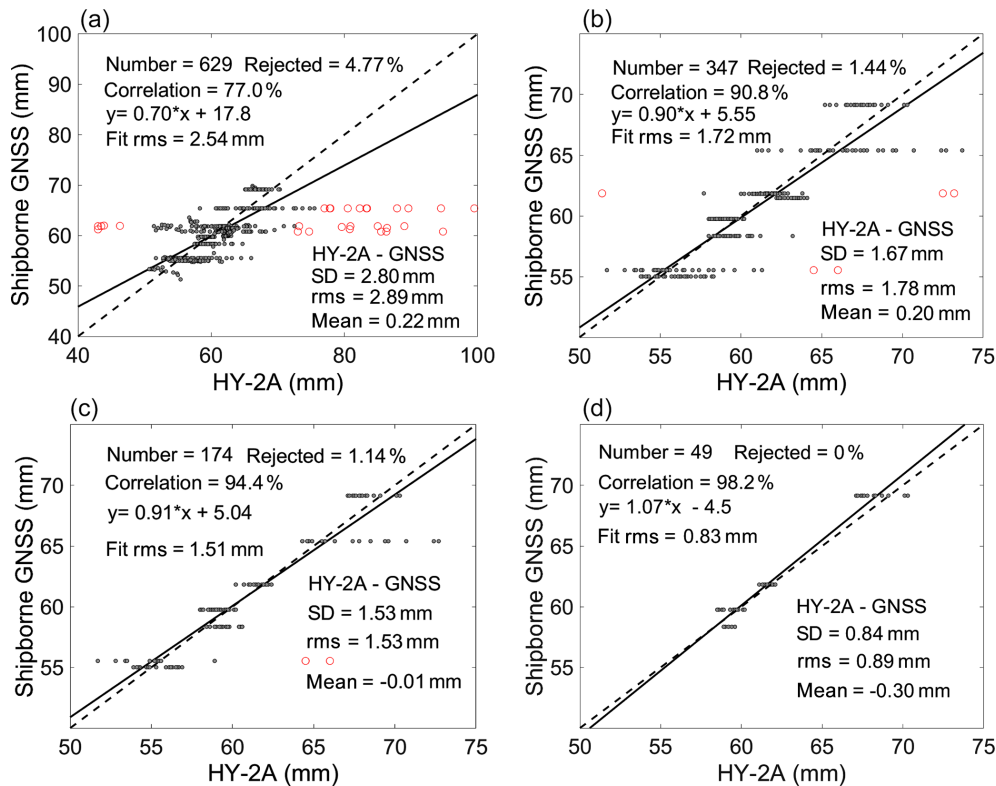 (a)
Number = 629 Rejected = 4.77%
Correlation = 77.0%
y= 0.70*x + 17.8
Fit rms = 2.54 mm
HY-2A - GNSS
SD = 2.80 mm
rms = 2.89 mm
Mean = 0.22 mm
100
90
80
70
60
50
40
40 60 80 100
Shipborne GNSS (mm)
HY-2A (mm)
(b)
Number = 347 Rejected = 1.44%
Correlation = 90.8%
y= 0.90*x + 5.55
Fit rms = 1.72 mm
HY-2A - GNSS
SD = 1.67 mm
rms = 1.78 mm
Mean = 0.20 mm
70
65
60
55
50 55 60 65 70 75
Shipborne GNSS (mm)
HY-2A (mm)
(c)
Number = 174 Rejected = 1.14%
Correlation = 94.4%
y= 0.91*x + 5.04
Fit rms = 1.51 mm
HY-2A - GNSS
SD = 1.53 mm
rms = 1.53 mm
Mean = -0.01 mm
70
65
60
55
50 55 60 65 70 75
Shipborne GNSS (mm)
HY-2A (mm)
(d)
Number = 49 Rejected = 0%
Correlation = 98.2%
y= 1.07*x - 4.5
Fit rms = 0.83 mm
HY-2A - GNSS
SD = 0.84 mm
rms = 0.89 mm
Mean = -0.30 mm
70
65
60
55
50 55 60 65 70 75
Shipborne GNSS (mm)
HY-2A (mm)